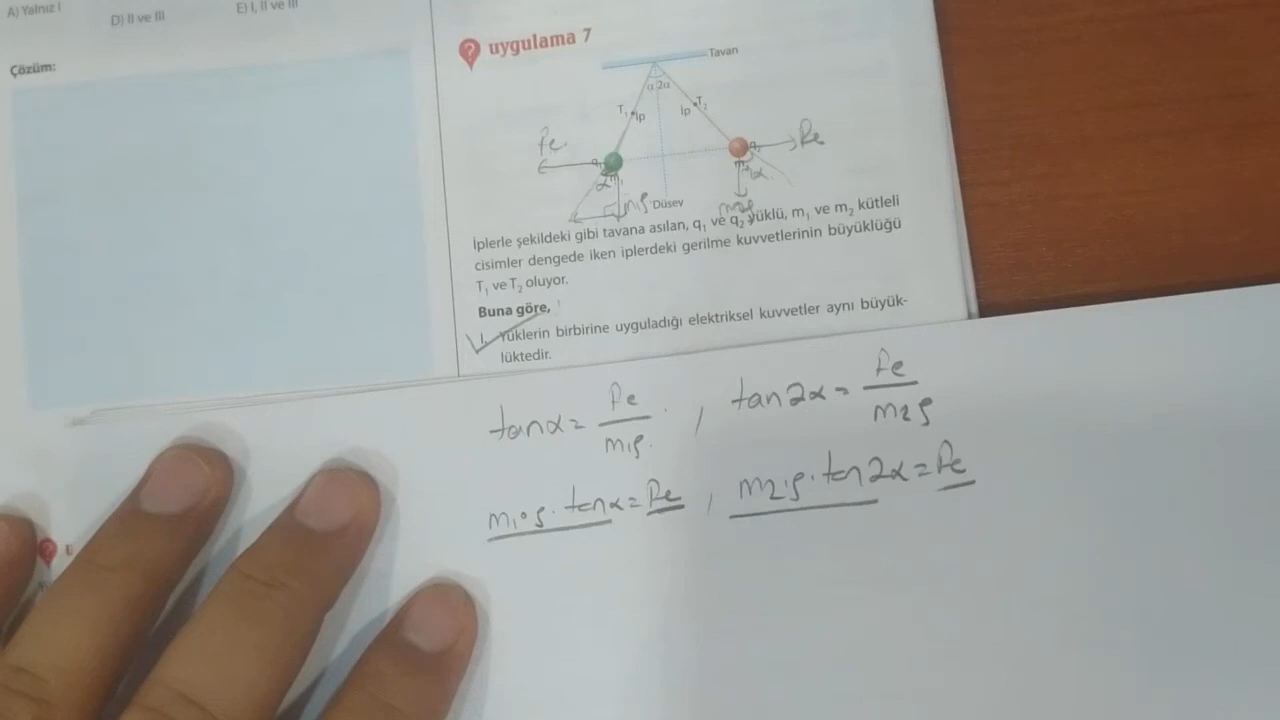 A) Yalnız I
D) II ve III
E) I, II ve III
Çözüm:
? uygulama 7
Tavan
α 2α
T₁ İp
İp T₂
Fe
Fe
q₁
α
m₁g
Düşey
m₂g
İplerle şekildeki gibi tavana asılan, q₁ ve q₂ yüklü, m₁ ve m₂ kütleli
cisimler dengede iken iplerdeki gerilme kuvvetlerinin büyüklüğü
T₁ ve T₂ oluyor.
Buna göre,
I. Yüklerin birbirine uyguladığı elektriksel kuvvetler aynı büyük-
lüktedir.
tanα = Fe / m₁g , tan2α = Fe / m₂g
m₁·g·tanα = Fe , m₂·g·tan2α = Fe